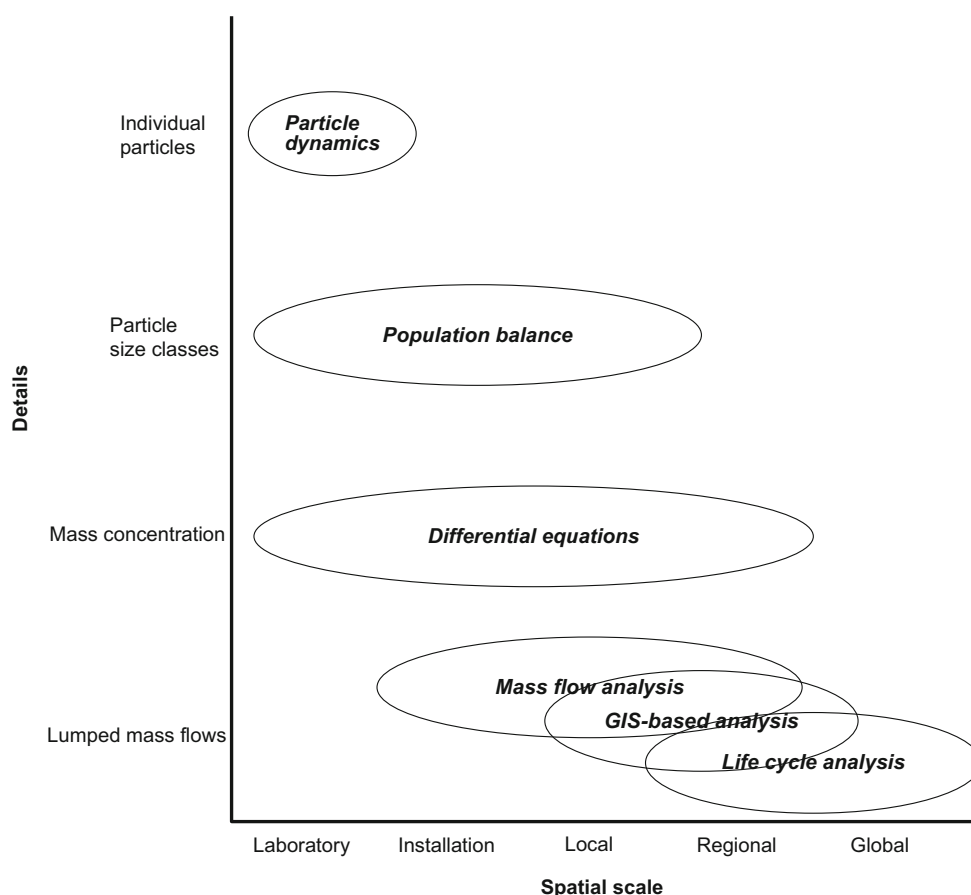 Individual
particles
Particle
dynamics
Particle
size classes
Population balance
Details
Mass concentration
Differential equations
Mass flow analysis
GIS-based analysis
Lumped mass flows
Life cycle analysis
Laboratory
Installation
Local
Regional
Global
Spatial scale